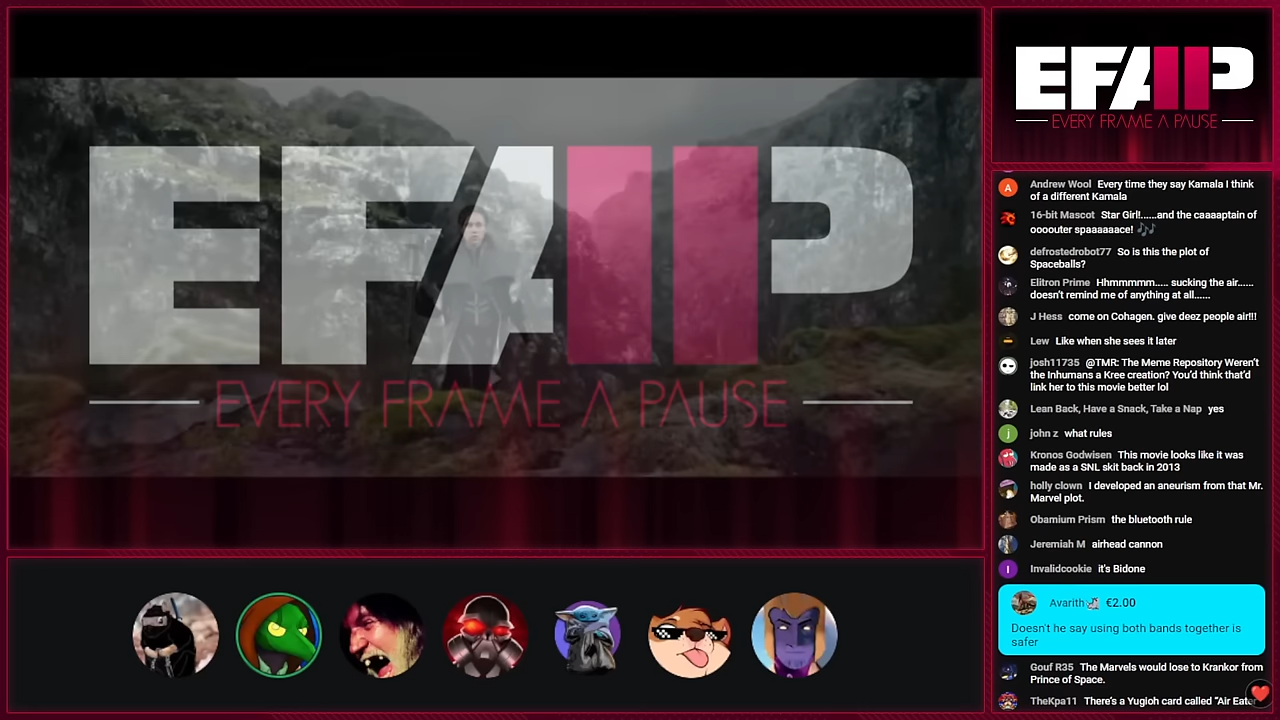 EFAP
EVERY FRAME A PAUSE
EFAP
EVERY FRAME A PAUSE
A Andrew Wool Every time they say Kamala I think
of a different Kamala
16-bit Mascot Star Girl!......and the caaaaptain of
oooouter spaaaaaace! 🎶
defrostedrobot77 So is this the plot of
Spaceballs?
Elitron Prime Hhmmmmm..... sucking the air......
doesn't remind me of anything at all......
J Hess come on Cohagen. give deez people air!!!
Lew Like when she sees it later
josh11735 @TMR: The Meme Repository Weren't
the Inhumans a Kree creation? You'd think that'd
link her to this movie better lol
Lean Back, Have a Snack, Take a Nap yes
j john z what rules
Kronos Godwisen This movie looks like it was
made as a SNL skit back in 2013
holly clown I developed an aneurism from that Mr.
Marvel plot.
Obamium Prism the bluetooth rule
Jeremiah M airhead cannon
I Invalidcookie it's Bidone
Avarith €2.00
Doesn't he say using both bands together is
safer
Gouf R35 The Marvels would lose to Krankor from
Prince of Space.
TheKpa11 There's a Yugioh card called "Air Eate